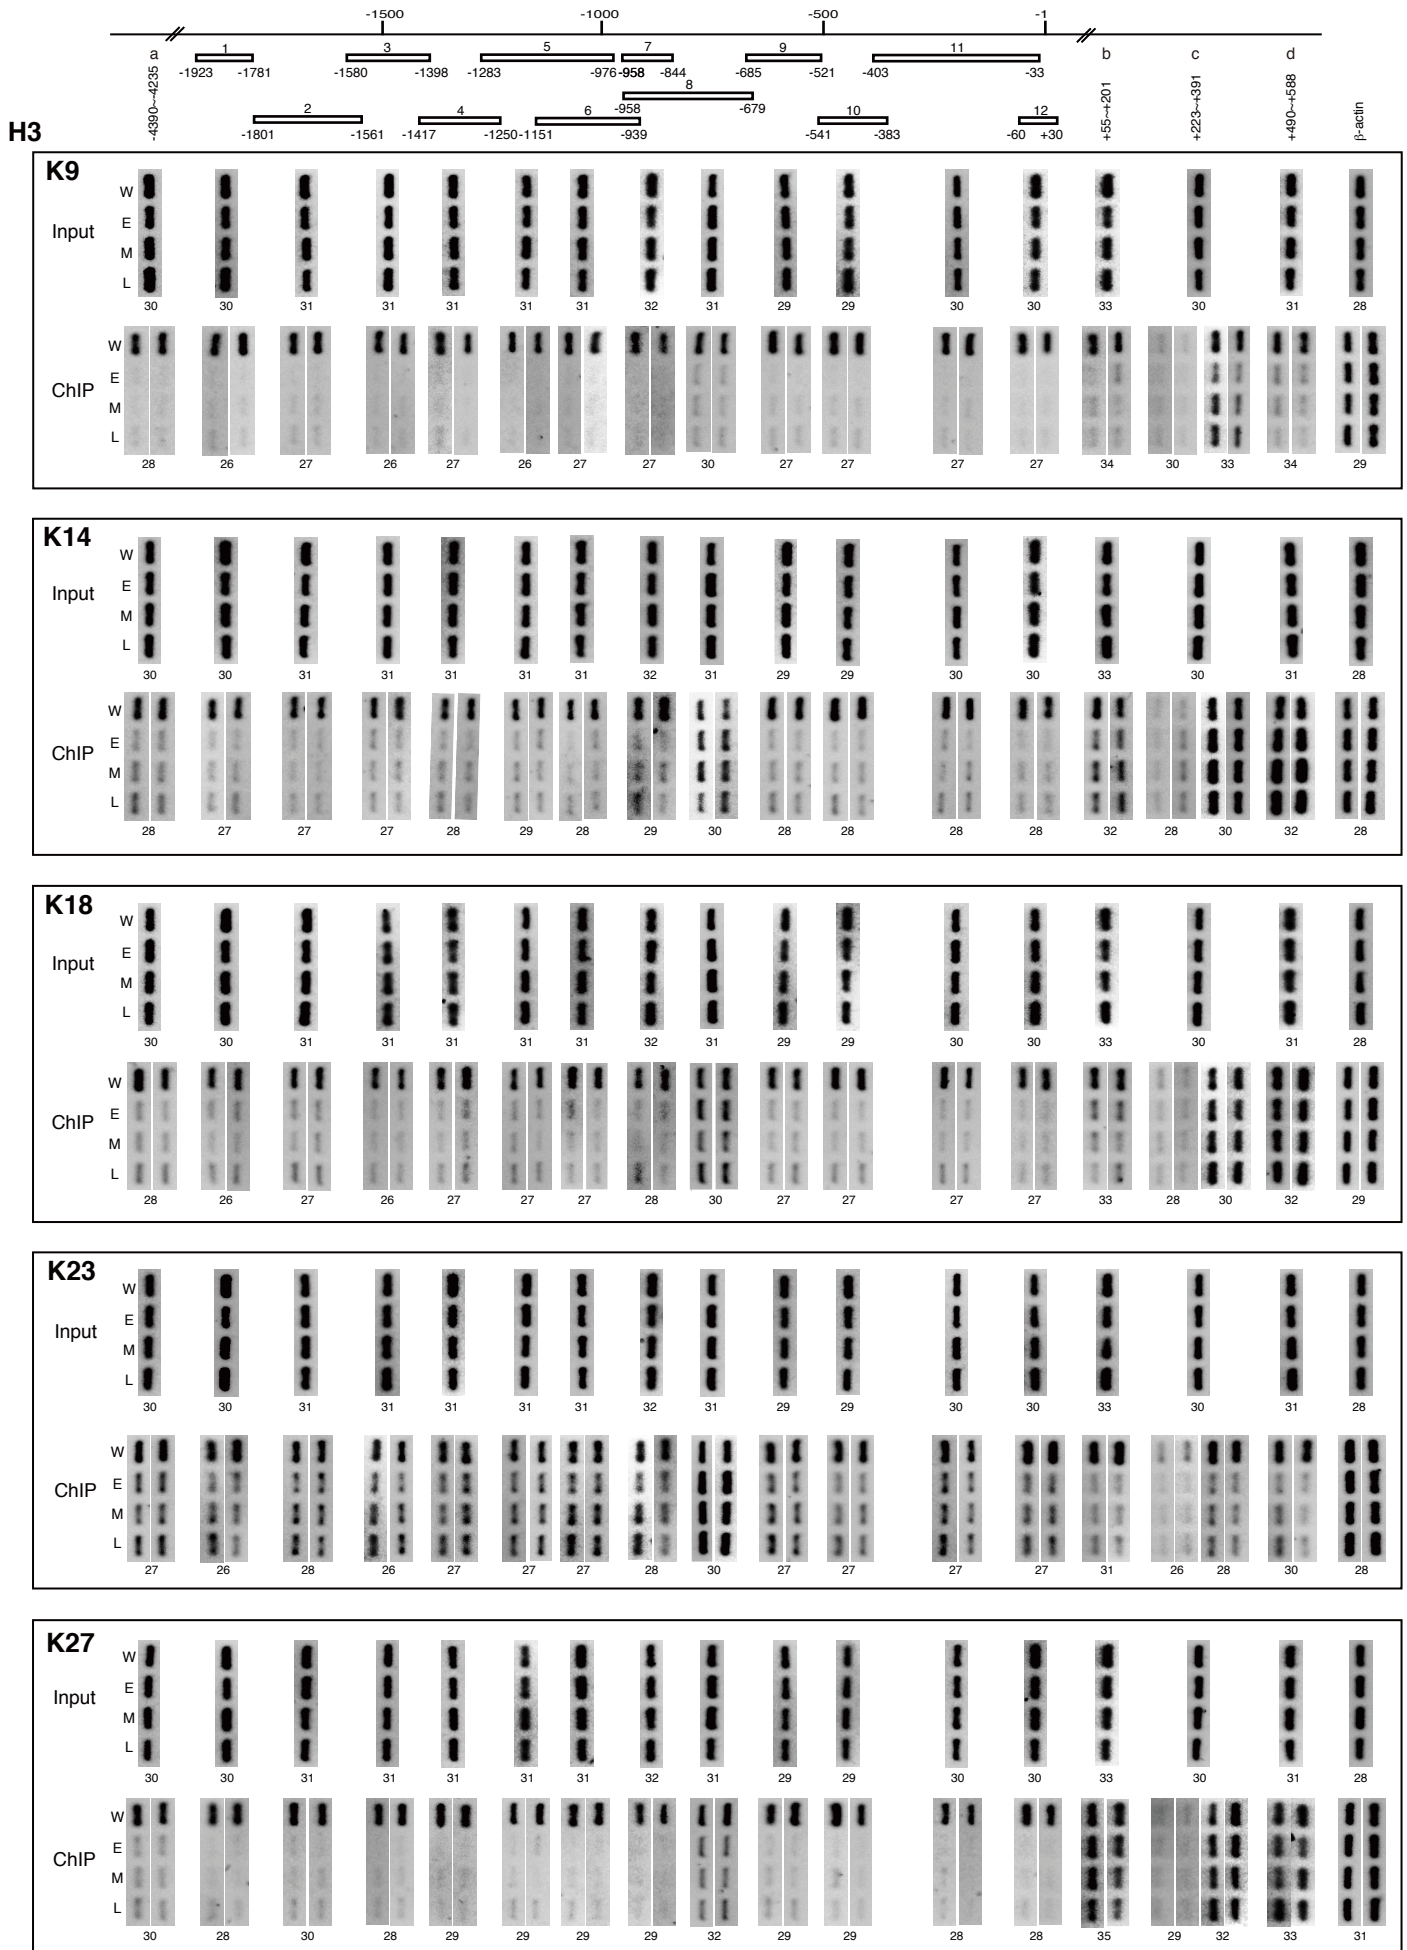 -1500 -1000 -500 -1
a 1 3 5 7 9 11 b c d
-1923 -1781 -1580 -1398 -1283 -976 -958 -844 -685 -521 -403 -33
8
-958 -679
2 4 6 10 12
-1801 -1561 -1417 -1250 -1151 -939 -541 -383 -60 +30
-4390~-4235 +55~+201 +223~+391 +490~+588 β-actin
H3
K9
W
E
Input
M
L
30 30 31 31 31 31 31 32 31 29 29 30 30 33 30 31 28
W
E
ChIP
M
L
28 26 27 26 27 26 27 27 30 27 27 27 27 34 30 33 34 29
K14
W
E
Input
M
L
30 30 31 31 31 31 31 32 31 29 29 30 30 33 30 31 28
W
E
ChIP
M
L
28 27 27 27 28 29 28 29 30 28 28 28 28 32 28 30 32 28
K18
W
E
Input
M
L
30 30 31 31 31 31 31 32 31 29 29 30 30 33 30 31 28
W
E
ChIP
M
L
28 26 27 26 27 27 27 28 30 27 27 27 27 33 28 30 32 29
K23
W
E
Input
M
L
30 30 31 31 31 31 31 32 31 29 29 30 30 33 30 31 28
W
E
ChIP
M
L
27 26 28 26 27 27 27 28 30 27 27 27 27 31 26 28 30 28
K27
W
E
Input
M
L
30 30 31 31 31 31 31 32 31 29 29 30 30 33 30 31 28
W
E
ChIP
M
L
30 28 30 28 29 29 29 29 32 29 29 28 28 35 29 32 33 31